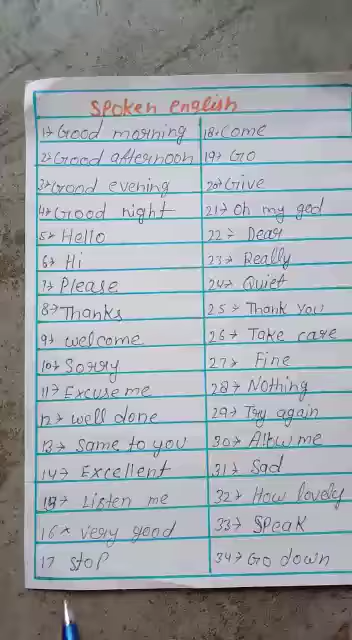 Spoken english
1→ Good morning
2→ Good afternoon
3→ Good evening
4→ Good night
5→ Hello
6→ Hi
7→ Please
8→ Thanks
9→ welcome
10→ Sorry
11→ Excuse me
12→ well done
13→ Same to you
14→ Excellent
15→ Listen me
16→ very good
17 stop
18→ Come
19→ Go
20→ Give
21→ Oh my god
22→ Dear
23→ Really
24→ Quiet
25→ Thank you
26→ Take care
27→ Fine
28→ Nothing
29→ Try again
30→ Allow me
31→ Sad
32→ How lovely
33→ Speak
34→ Go down